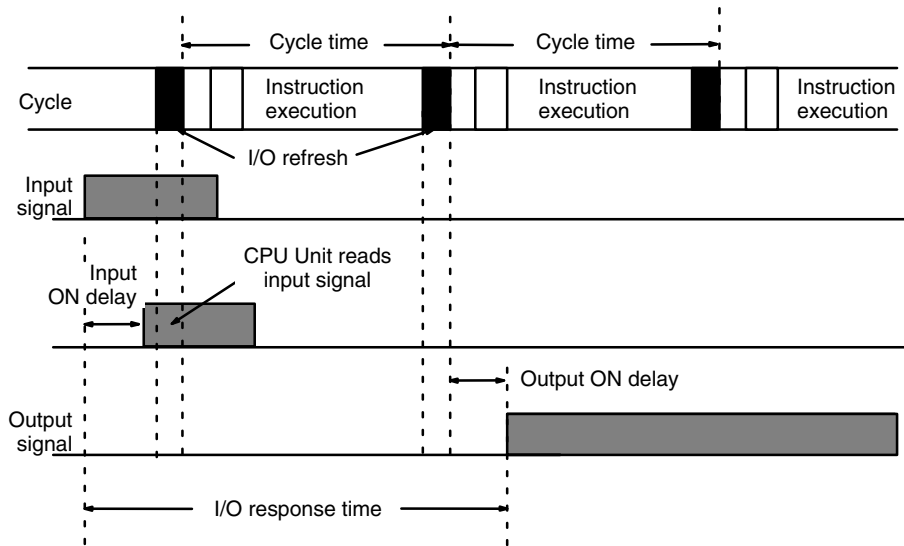 Cycle time
Cycle time
Cycle
Instruction
execution
Instruction
execution
Instruction
execution
I/O refresh
Input
signal
CPU Unit reads
input signal
Input
ON delay
Output ON delay
Output
signal
I/O response time